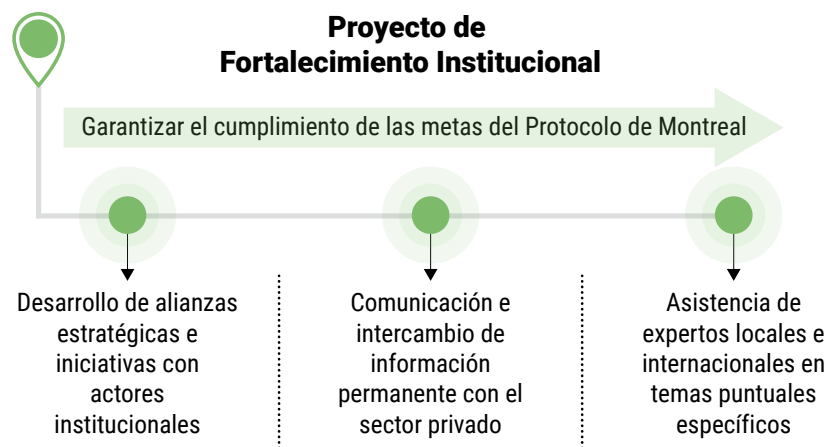 Proyecto de
Fortalecimiento Institucional
Garantizar el cumplimiento de las metas del Protocolo de Montreal
Desarrollo de alianzas
estratégicas e
iniciativas con
actores
institucionales
Comunicación e
intercambio de
información
permanente con el
sector privado
Asistencia de
expertos locales e
internacionales en
temas puntuales
específicos